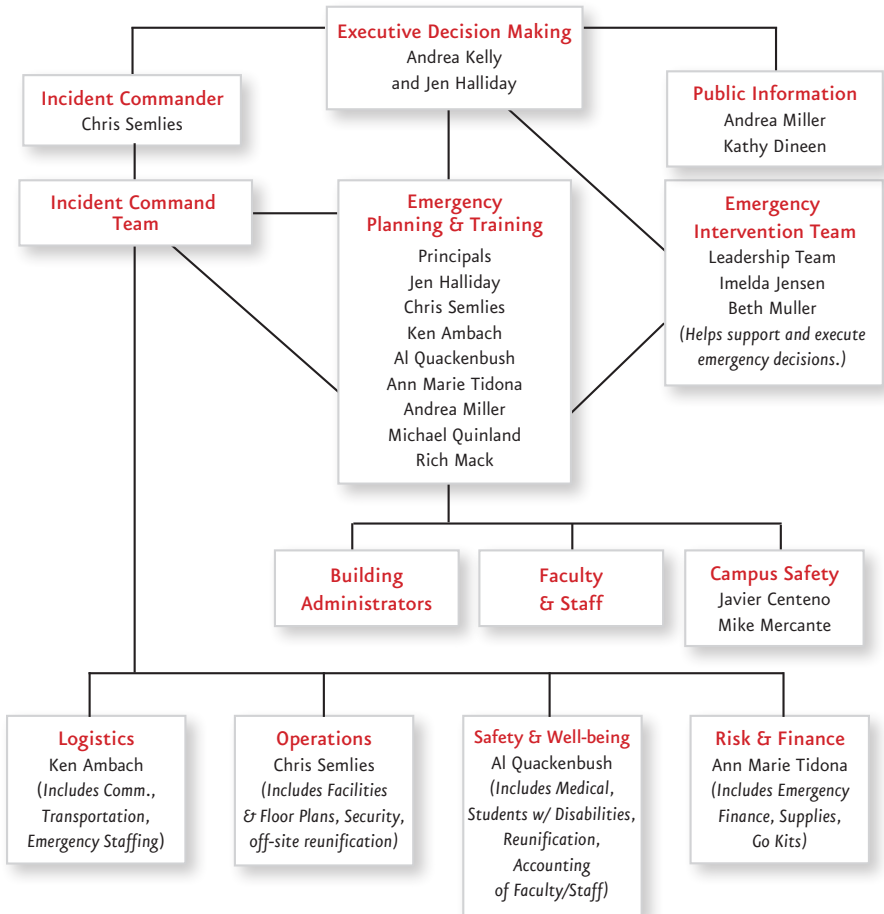 Executive Decision Making
Andrea Kelly
and Jen Halliday
Incident Commander
Chris Semlies
Public Information
Andrea Miller
Kathy Dineen
Incident Command
Team
Emergency
Planning & Training
Principals
Jen Halliday
Chris Semlies
Ken Ambach
Al Quackenbush
Ann Marie Tidona
Andrea Miller
Michael Quinland
Rich Mack
Emergency
Intervention Team
Leadership Team
Imelda Jensen
Beth Muller
(Helps support and execute
emergency decisions.)
Building
Administrators
Faculty
& Staff
Campus Safety
Javier Centeno
Mike Mercante
Logistics
Ken Ambach
(Includes Comm.,
Transportation,
Emergency Staffing)
Operations
Chris Semlies
(Includes Facilities
& Floor Plans, Security,
off-site reunification)
Safety & Well-being
Al Quackenbush
(Includes Medical,
Students w/ Disabilities,
Reunification,
Accounting
of Faculty/Staff)
Risk & Finance
Ann Marie Tidona
(Includes Emergency
Finance, Supplies,
Go Kits)